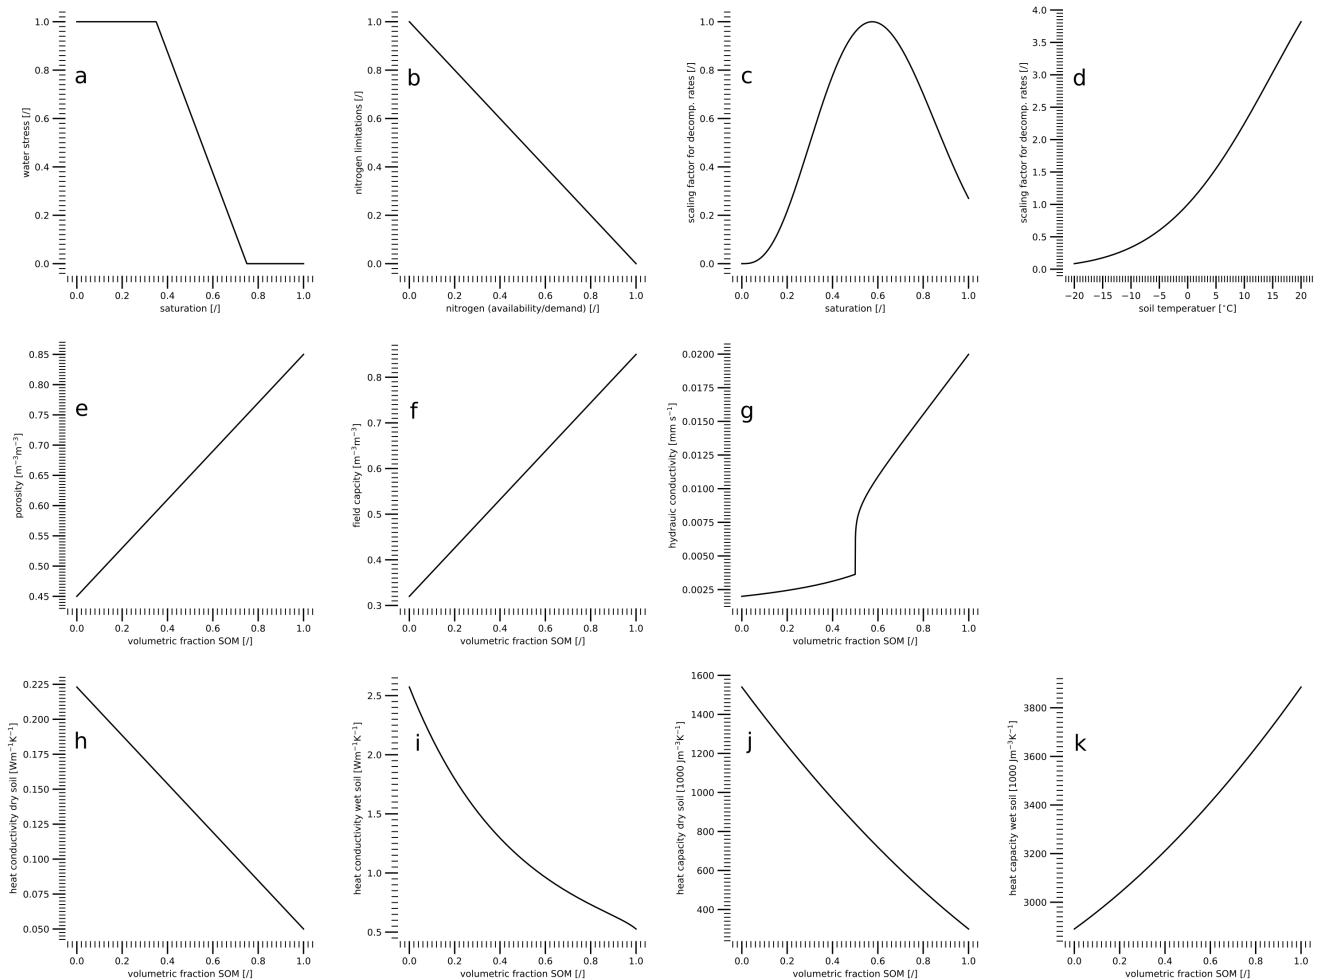 a
water stress [/]
1.0
0.8
0.6
0.4
0.2
0.0
0.0 0.2 0.4 0.6 0.8 1.0
saturation [/]
b
nitrogen limitations [/]
1.0
0.8
0.6
0.4
0.2
0.0
0.0 0.2 0.4 0.6 0.8 1.0
nitrogen (availability/demand) [/]
c
scaling factor for decomp. rates [/]
1.0
0.8
0.6
0.4
0.2
0.0
0.0 0.2 0.4 0.6 0.8 1.0
saturation [/]
d
scaling factor for decomp. rates [/]
4.0
3.5
3.0
2.5
2.0
1.5
1.0
0.5
0.0
−20 −15 −10 −5 0 5 10 15 20
soil temperatuer [°C]
e
porosity [m⁻³m⁻³]
0.85
0.80
0.75
0.70
0.65
0.60
0.55
0.50
0.45
0.0 0.2 0.4 0.6 0.8 1.0
volumetric fraction SOM [/]
f
field capcity [m⁻³m⁻³]
0.8
0.7
0.6
0.5
0.4
0.3
0.0 0.2 0.4 0.6 0.8 1.0
volumetric fraction SOM [/]
g
hydrauic conductivity [mm s⁻¹]
0.0200
0.0175
0.0150
0.0125
0.0100
0.0075
0.0050
0.0025
0.0 0.2 0.4 0.6 0.8 1.0
volumetric fraction SOM [/]
h
heat conductivity dry soil [Wm⁻¹K⁻¹]
0.225
0.200
0.175
0.150
0.125
0.100
0.075
0.050
0.0 0.2 0.4 0.6 0.8 1.0
volumetric fraction SOM [/]
i
heat conductivity wet soil [Wm⁻¹K⁻¹]
2.5
2.0
1.5
1.0
0.5
0.0 0.2 0.4 0.6 0.8 1.0
volumetric fraction SOM [/]
j
heat capacity dry soil [1000 Jm⁻³K⁻¹]
1600
1400
1200
1000
800
600
400
0.0 0.2 0.4 0.6 0.8 1.0
volumetric fraction SOM [/]
k
heat capacity wet soil [1000 Jm⁻³K⁻¹]
3800
3600
3400
3200
3000
0.0 0.2 0.4 0.6 0.8 1.0
volumetric fraction SOM [/]